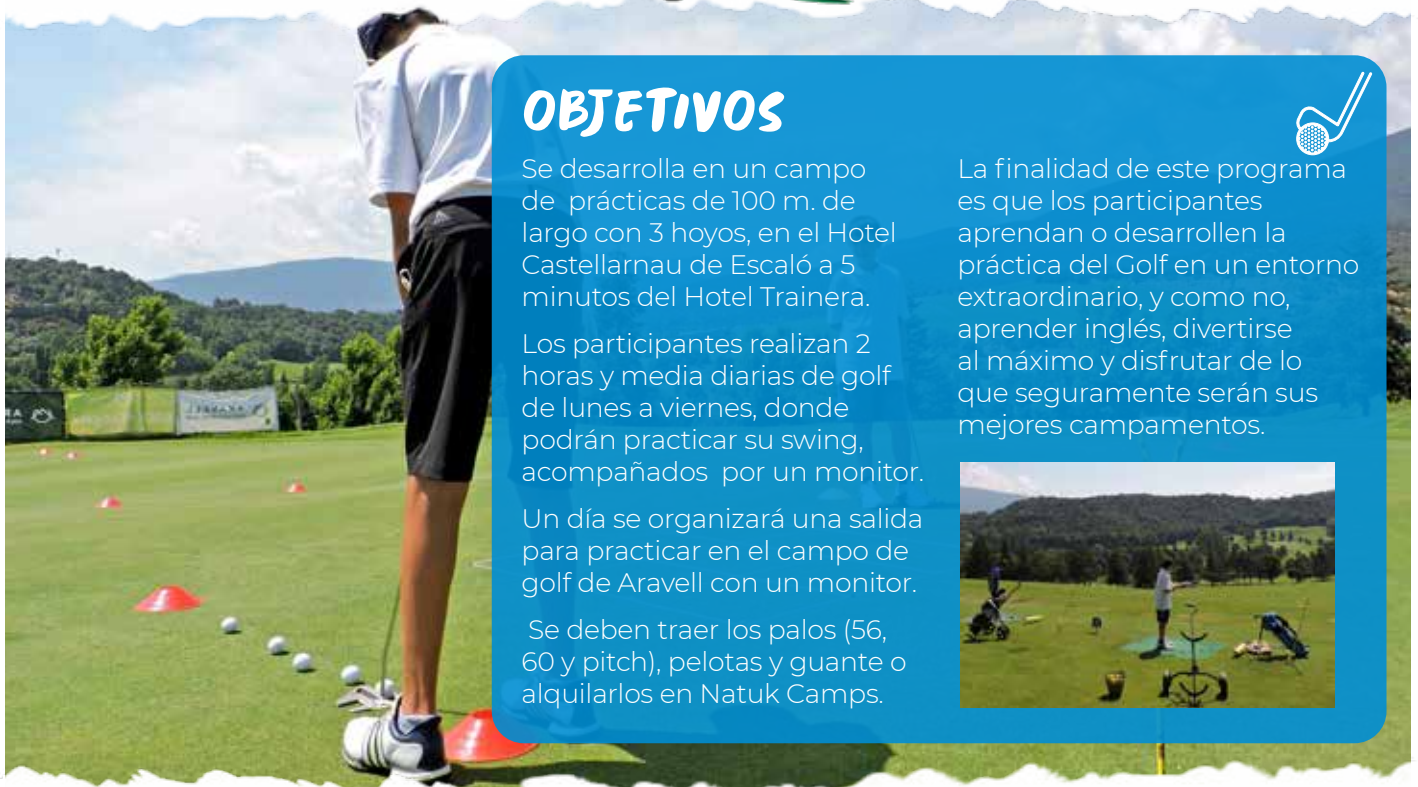 OBJETIVOS
Se desarrolla en un campo
de prácticas de 100 m. de
largo con 3 hoyos, en el Hotel
Castellarnau de Escaló a 5
minutos del Hotel Trainera.
Los participantes realizan 2
horas y media diarias de golf
de lunes a viernes, donde
podrán practicar su swing,
acompañados por un monitor.
Un día se organizará una salida
para practicar en el campo de
golf de Aravell con un monitor.
Se deben traer los palos (56,
60 y pitch), pelotas y guante o
alquilarlos en Natuk Camps.
La finalidad de este programa
es que los participantes
aprendan o desarrollen la
práctica del Golf en un entorno
extraordinario, y como no,
aprender inglés, divertirse
al máximo y disfrutar de lo
que seguramente serán sus
mejores campamentos.